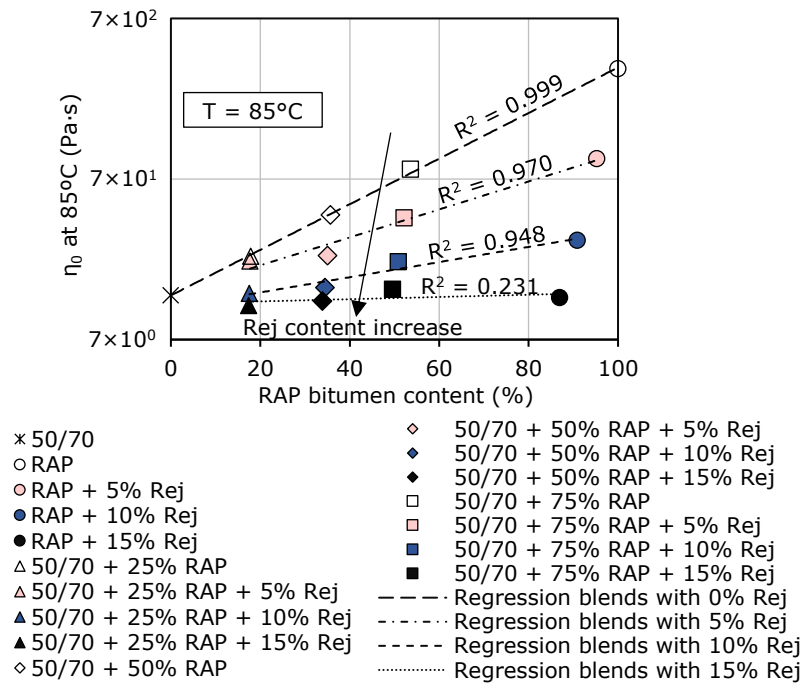 7×10²
T = 85°C
R² = 0.999
η₀ at 85ºC (Pa·s)
7×10¹
R² = 0.970
R² = 0.948
R² = 0.231
Rej content increase
7×10⁰
0 20 40 60 80 100
RAP bitumen content (%)
50/70
RAP
RAP + 5% Rej
RAP + 10% Rej
RAP + 15% Rej
50/70 + 25% RAP
50/70 + 25% RAP + 5% Rej
50/70 + 25% RAP + 10% Rej
50/70 + 25% RAP + 15% Rej
50/70 + 50% RAP
50/70 + 50% RAP + 5% Rej
50/70 + 50% RAP + 10% Rej
50/70 + 50% RAP + 15% Rej
50/70 + 75% RAP
50/70 + 75% RAP + 5% Rej
50/70 + 75% RAP + 10% Rej
50/70 + 75% RAP + 15% Rej
Regression blends with 0% Rej
Regression blends with 5% Rej
Regression blends with 10% Rej
Regression blends with 15% Rej